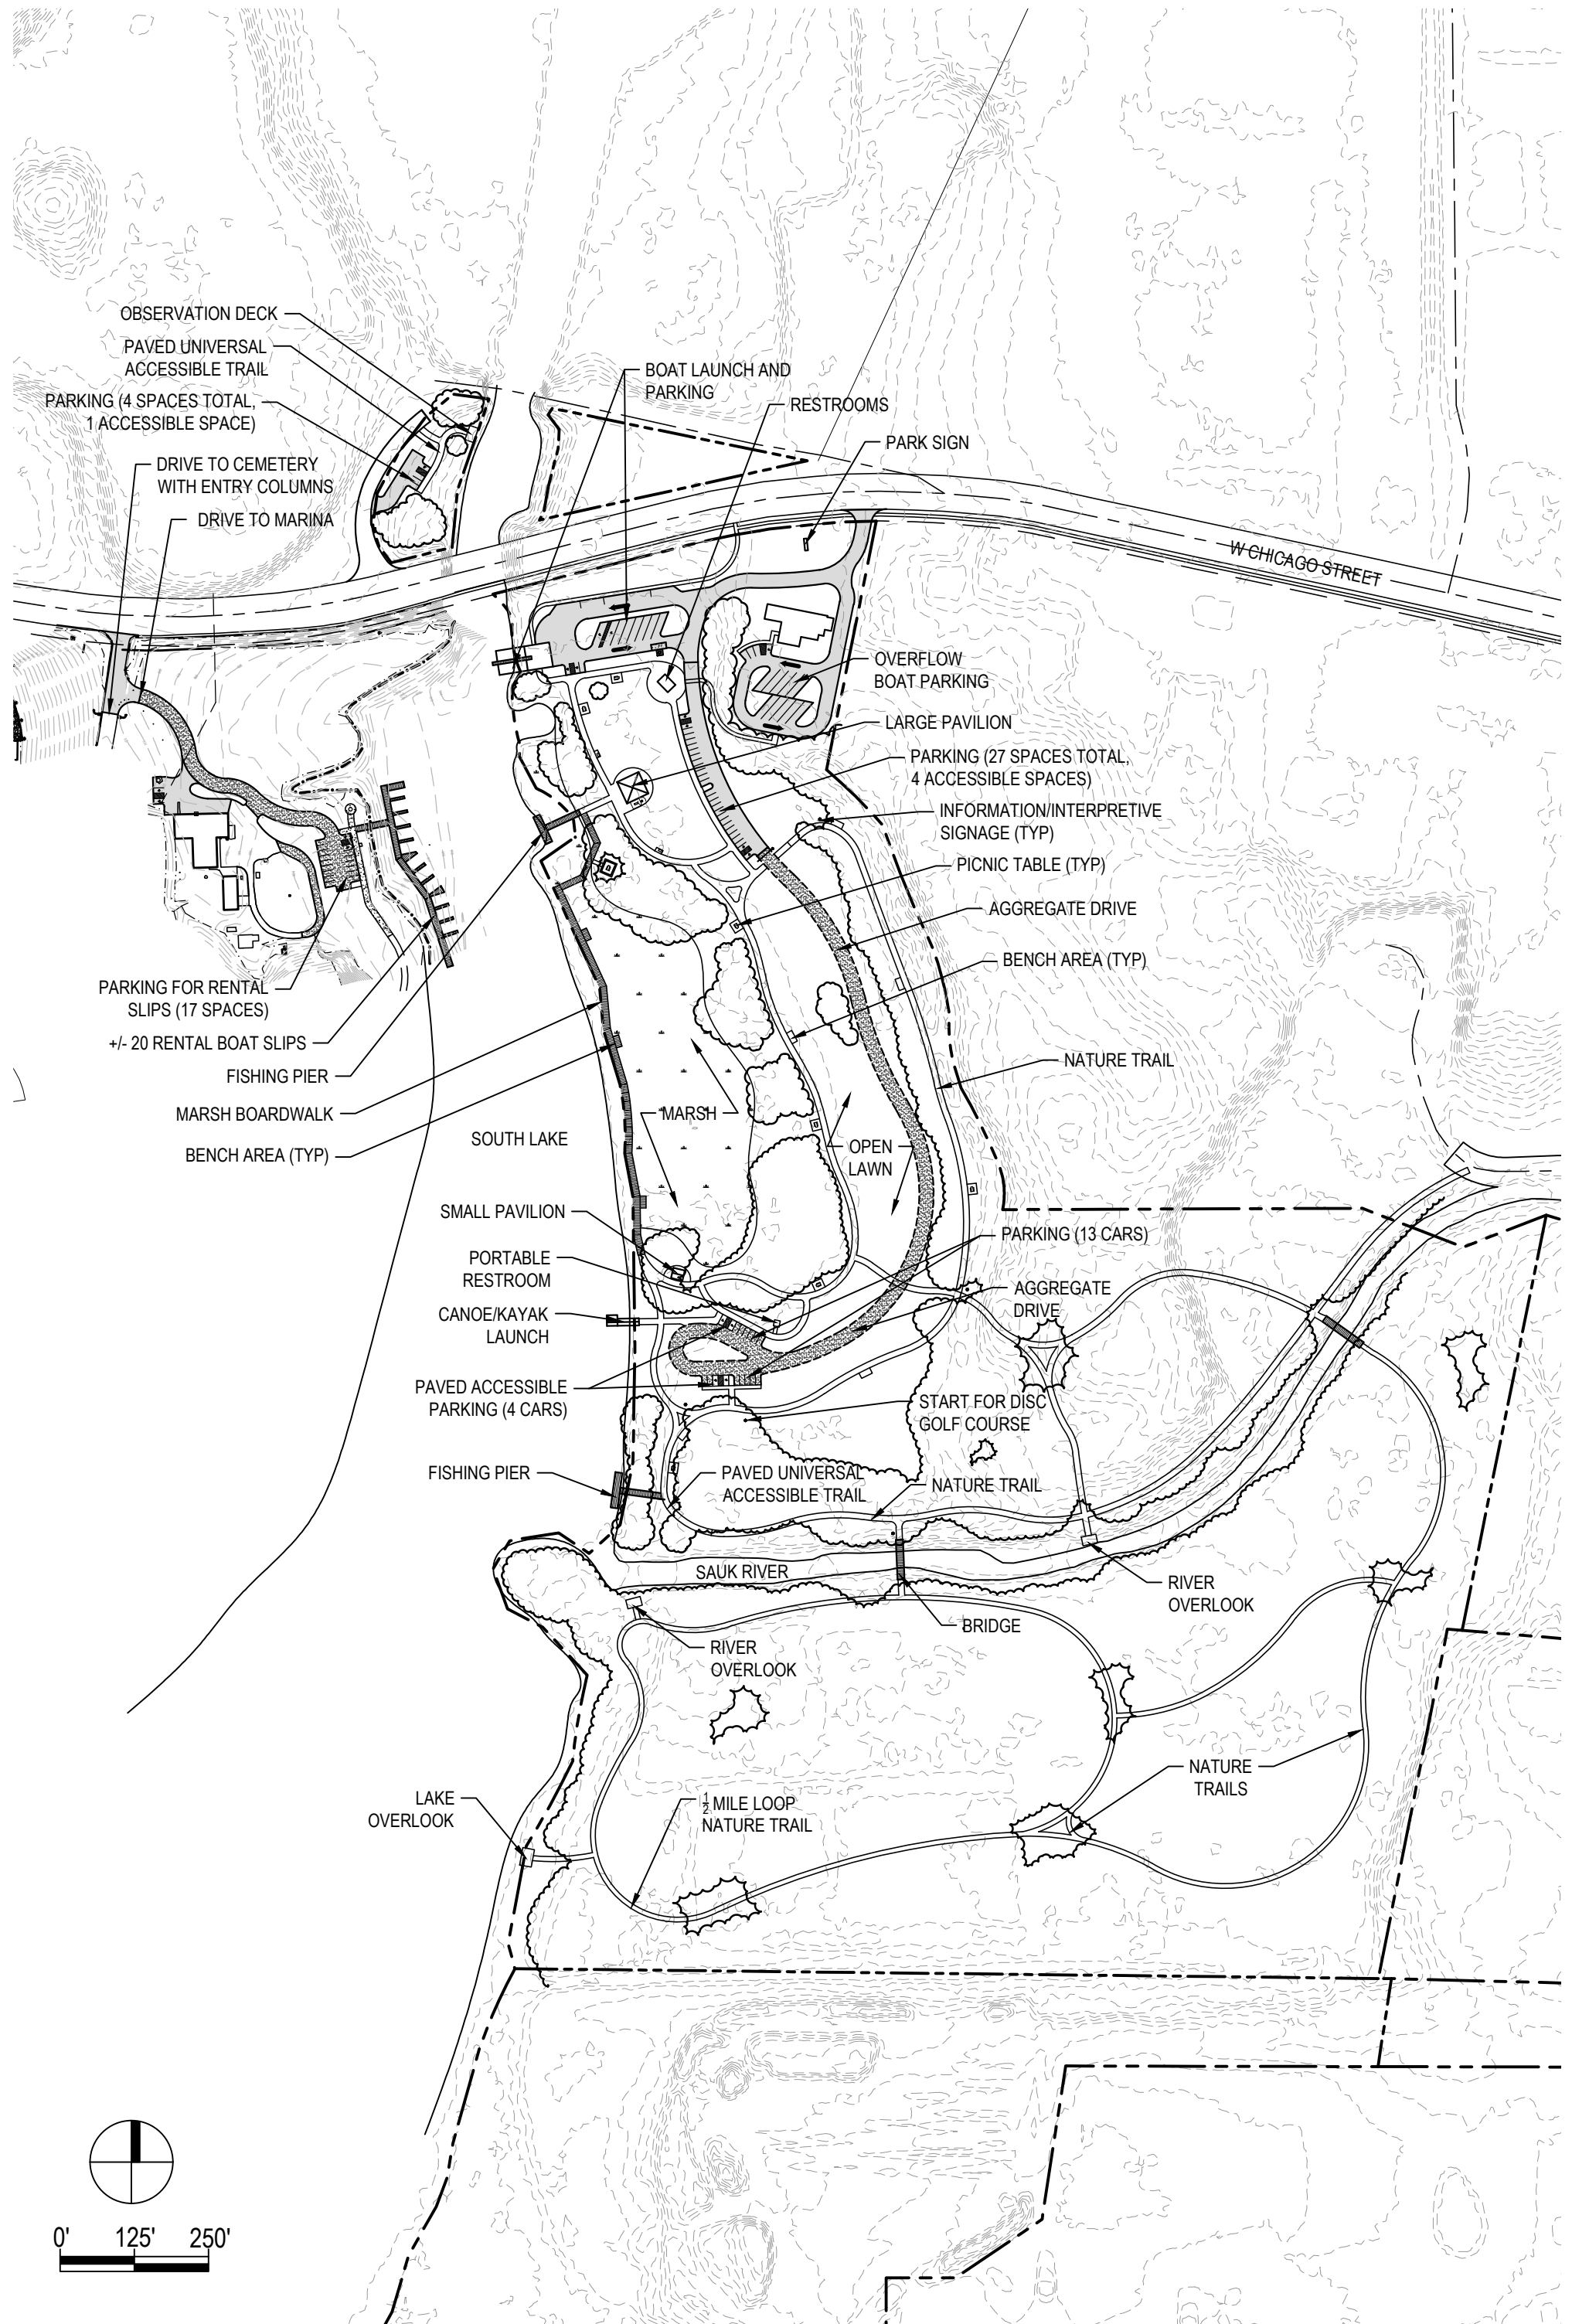 OBSERVATION DECK
PAVED UNIVERSAL
ACCESSIBLE TRAIL
PARKING (4 SPACES TOTAL,
1 ACCESSIBLE SPACE)
DRIVE TO CEMETERY
WITH ENTRY COLUMNS
DRIVE TO MARINA
BOAT LAUNCH AND
PARKING
RESTROOMS
PARK SIGN
W CHICAGO STREET
OVERFLOW
BOAT PARKING
LARGE PAVILION
PARKING (27 SPACES TOTAL,
4 ACCESSIBLE SPACES)
INFORMATION/INTERPRETIVE
SIGNAGE (TYP)
PICNIC TABLE (TYP)
AGGREGATE DRIVE
BENCH AREA (TYP)
NATURE TRAIL
PARKING FOR RENTAL
SLIPS (17 SPACES)
+/- 20 RENTAL BOAT SLIPS
FISHING PIER
MARSH BOARDWALK
BENCH AREA (TYP)
SOUTH LAKE
MARSH
OPEN
LAWN
SMALL PAVILION
PORTABLE
RESTROOM
CANOE/KAYAK
LAUNCH
PAVED ACCESSIBLE
PARKING (4 CARS)
FISHING PIER
PARKING (13 CARS)
AGGREGATE
DRIVE
START FOR DISC
GOLF COURSE
PAVED UNIVERSAL
ACCESSIBLE TRAIL
NATURE TRAIL
SAUK RIVER
RIVER
OVERLOOK
BRIDGE
RIVER
OVERLOOK
NATURE
TRAILS
LAKE
OVERLOOK
1/2 MILE LOOP
NATURE TRAIL
0' 125' 250'